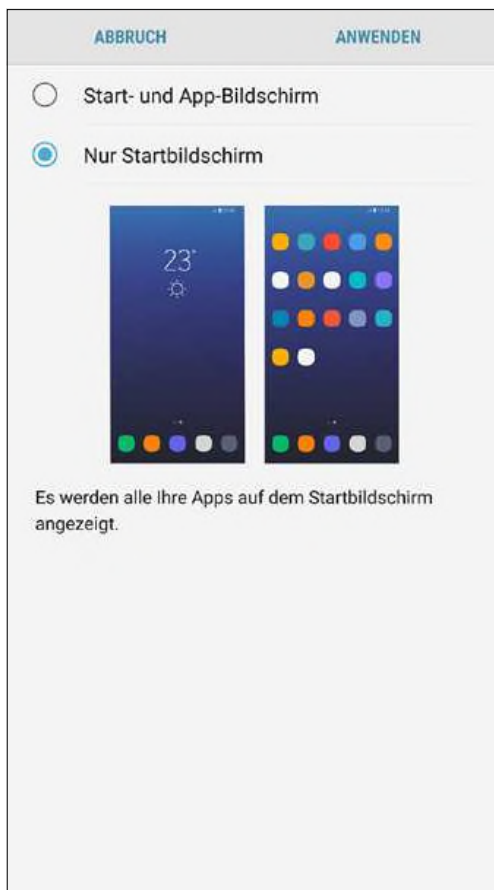 ABBRUCH ANWENDEN
Start- und App-Bildschirm
Nur Startbildschirm
23°
Es werden alle Ihre Apps auf dem Startbildschirm
angezeigt.